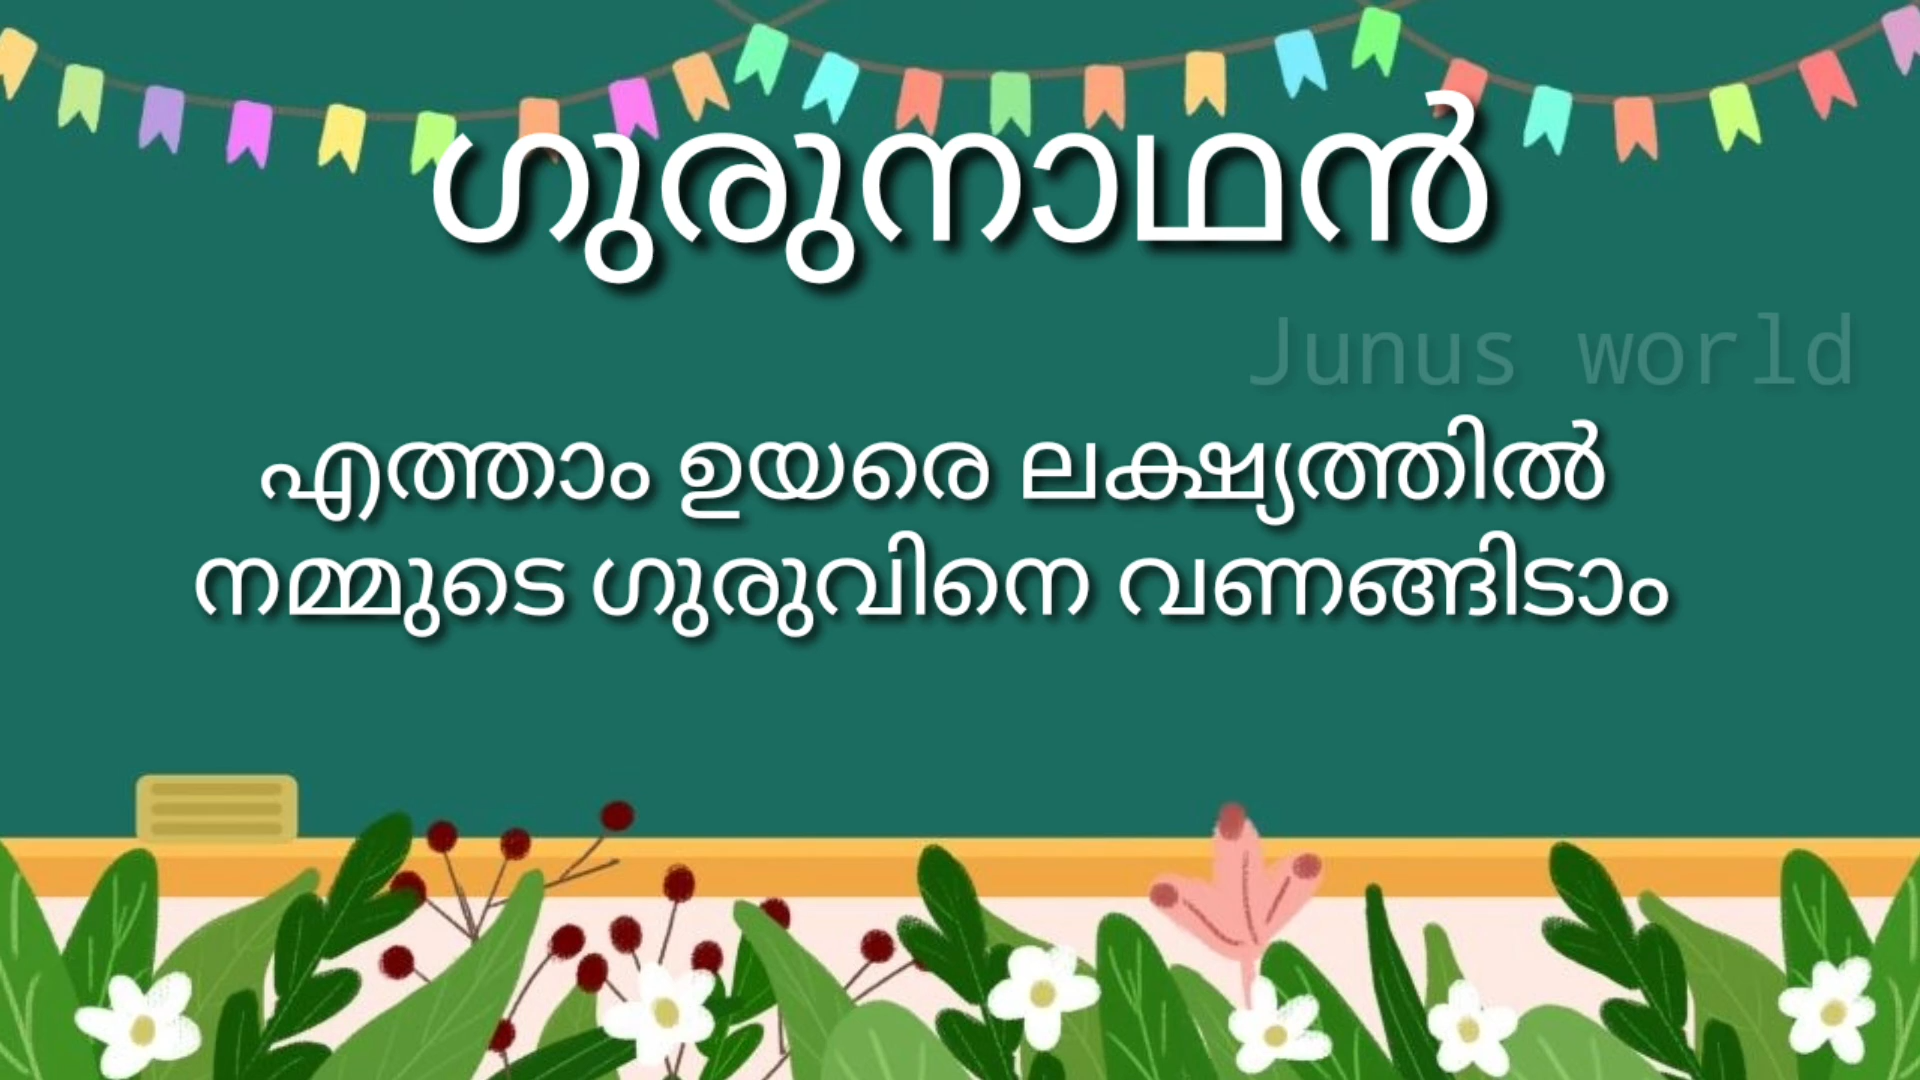 ഗുരുനാഥൻ
Junus world
എത്താം ഉയരെ ലക്ഷ്യത്തിൽ
നമ്മുടെ ഗുരുവിനെ വണങ്ങിടാം